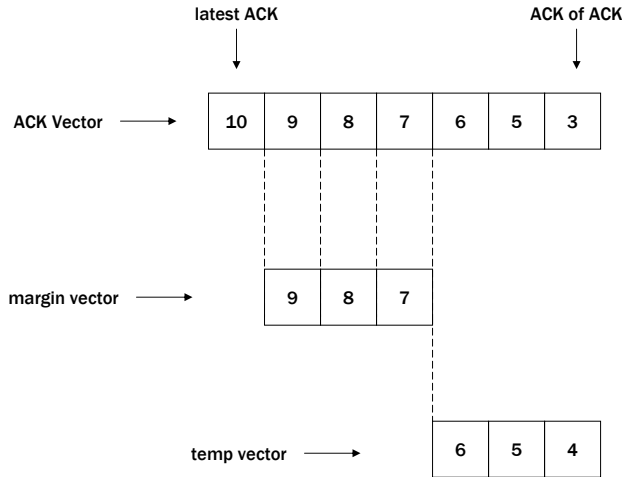 latest ACK
ACK of ACK
ACK Vector
10 9 8 7 6 5 3
margin vector
9 8 7
temp vector
6 5 4